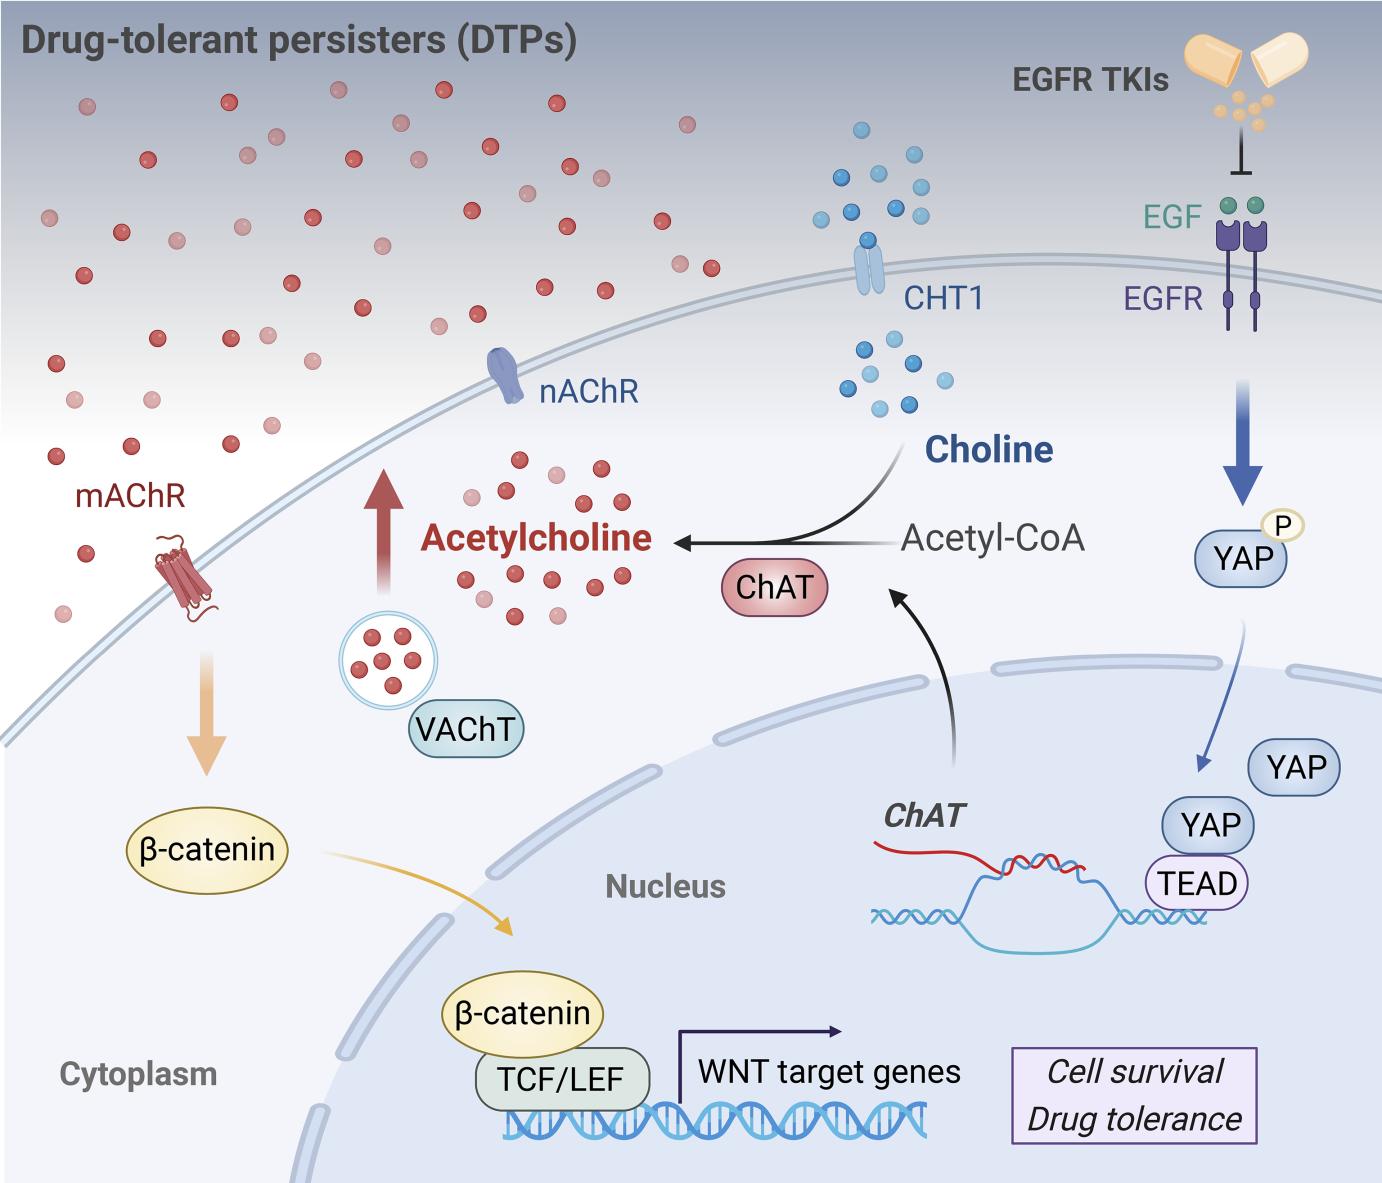 Drug-tolerant persisters (DTPs)
EGFR TKIs
EGF
EGFR
CHT1
nAChR
Choline
mAChR
Acetylcholine
Acetyl-CoA
ChAT
P
YAP
VAChT
YAP
ChAT
YAP
TEAD
β-catenin
Nucleus
β-catenin
TCF/LEF
WNT target genes
Cytoplasm
Cell survival
Drug tolerance